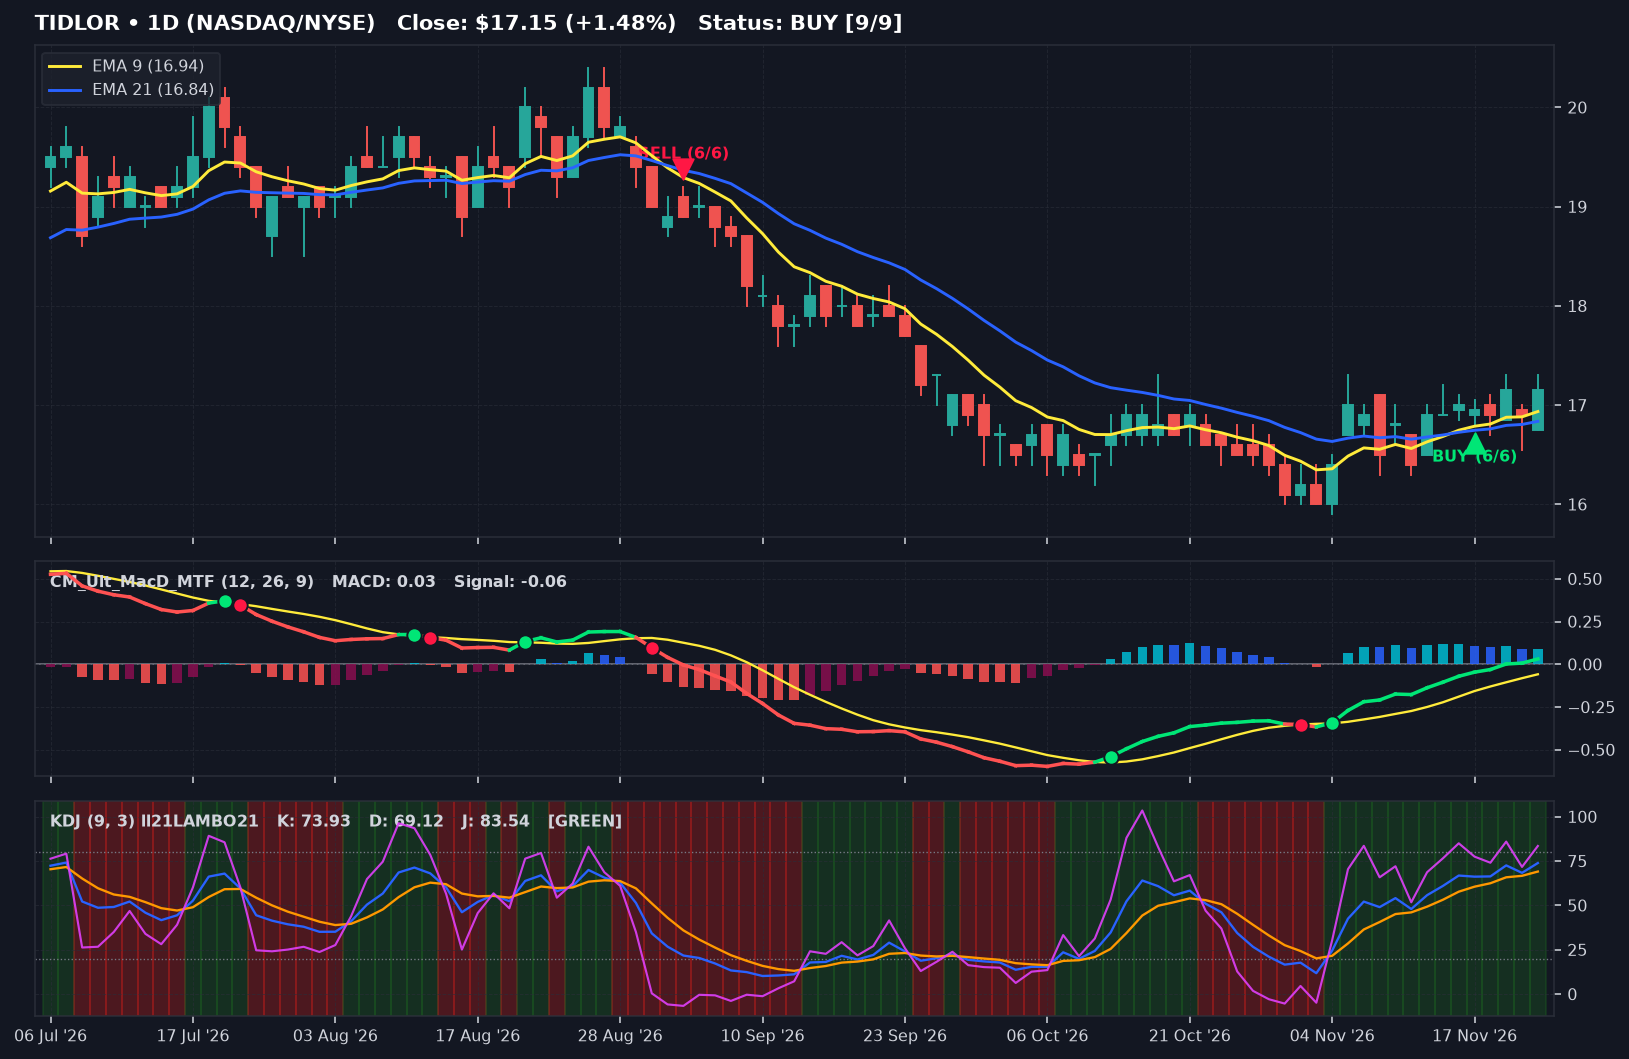 TIDLOR • 1D (NASDAQ/NYSE)   Close: $17.15 (+1.48%)   Status: BUY [9/9]
EMA 9 (16.94)
EMA 21 (16.84)
20
SELL (6/6)
19
18
17
BUY (6/6)
16
CM_Ult_MacD_MTF (12, 26, 9)   MACD: 0.03   Signal: -0.06
0.50
0.25
0.00
−0.25
−0.50
KDJ (9, 3) II21LAMBO21   K: 73.93   D: 69.12   J: 83.54   [GREEN]
100
75
50
25
0
06 Jul '26   17 Jul '26   03 Aug '26   17 Aug '26   28 Aug '26   10 Sep '26   23 Sep '26   06 Oct '26   21 Oct '26   04 Nov '26   17 Nov '26